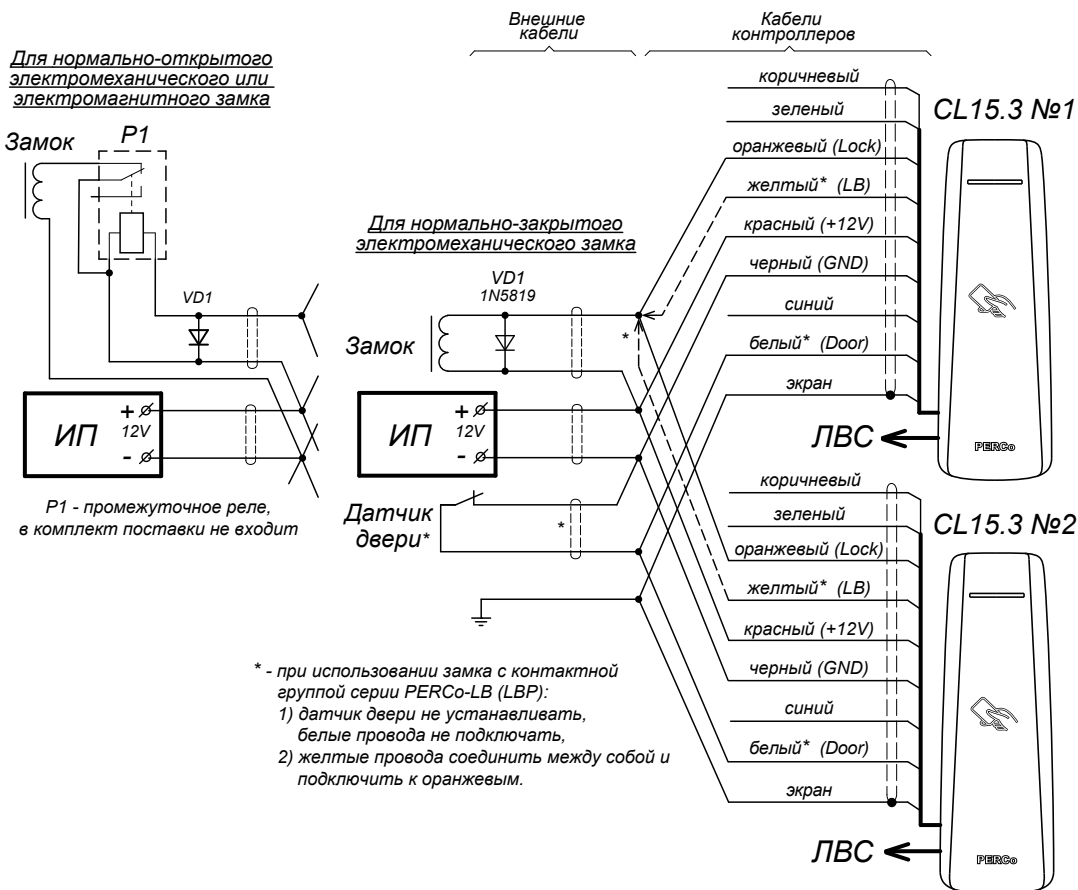 Внешние
кабели
Кабели
контроллеров
Для нормально-открытого
электромеханического или
электромагнитного замка
Замок
P1
VD1
ИП
+
12V
-
P1 - промежуточное реле,
в комплект поставки не входит
Для нормально-закрытого
электромеханического замка
VD1
1N5819
Замок
*
ИП
+
12V
-
Датчик
двери*
*
коричневый
зеленый
оранжевый (Lock)
желтый* (LB)
красный (+12V)
черный (GND)
синий
белый* (Door)
экран
CL15.3 №1
ЛВС
PERCo
коричневый
зеленый
оранжевый (Lock)
желтый* (LB)
красный (+12V)
черный (GND)
синий
белый* (Door)
экран
CL15.3 №2
ЛВС
PERCo
* - при использовании замка с контактной
группой серии PERCo-LB (LBP):
1) датчик двери не устанавливать,
белые провода не подключать,
2) желтые провода соединить между собой и
подключить к оранжевым.